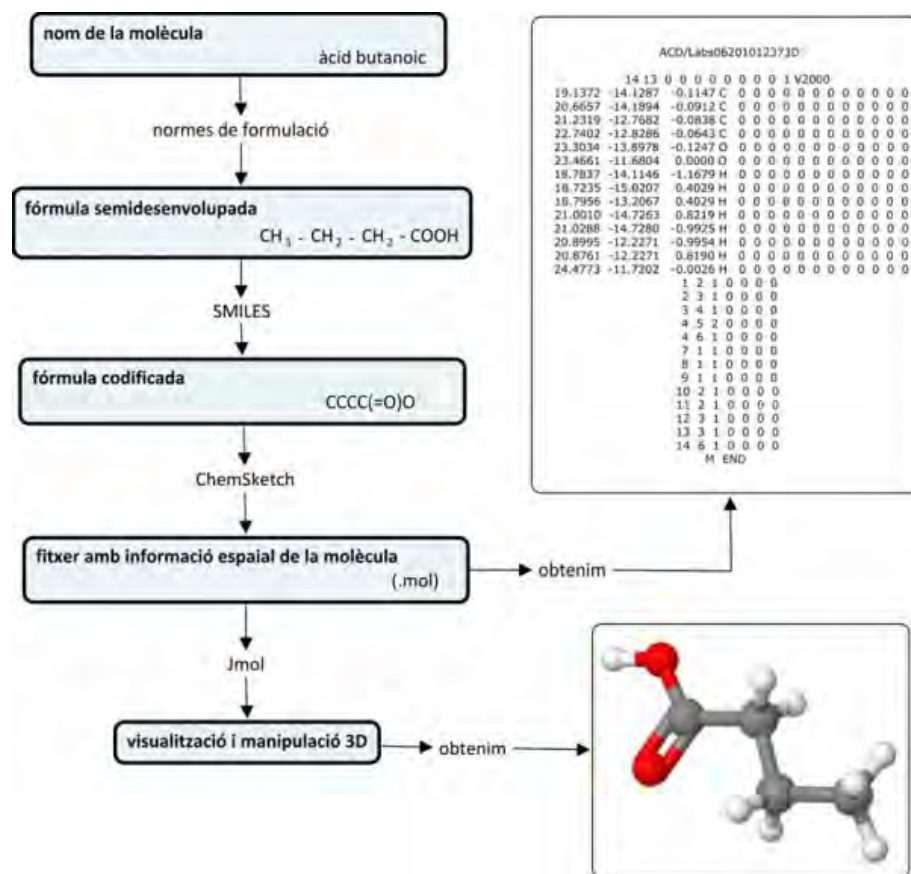 nom de la molècula
àcid butanoic
normes de formulació
fórmula semidesenvolupada
CH₃ - CH₂ - CH₂ - COOH
SMILES
fórmula codificada
CCCC(=O)O
ChemSketch
fitxer amb informació espaial de la molècula
(.mol)
obtenim
Jmol
visualització i manipulació 3D
obtenim
ACD/Labs06201012373D
14 13 0 0 0 0 0 0 0 0 1 V2000
19.1372 -14.1287 -0.1147 C 0 0 0 0 0 0 0 0 0 0 0 0
20.6657 -14.1894 -0.0912 C 0 0 0 0 0 0 0 0 0 0 0 0
21.2319 -12.7682 -0.0838 C 0 0 0 0 0 0 0 0 0 0 0 0
22.7402 -12.8286 -0.0643 C 0 0 0 0 0 0 0 0 0 0 0 0
23.3034 -13.8978 -0.1247 O 0 0 0 0 0 0 0 0 0 0 0 0
23.4661 -11.6804 0.0000 O 0 0 0 0 0 0 0 0 0 0 0 0
18.7837 -14.1146 -1.1679 H 0 0 0 0 0 0 0 0 0 0 0 0
18.7235 -15.0207 0.4029 H 0 0 0 0 0 0 0 0 0 0 0 0
18.7956 -13.2067 0.4029 H 0 0 0 0 0 0 0 0 0 0 0 0
21.0010 -14.7263 0.8219 H 0 0 0 0 0 0 0 0 0 0 0 0
21.0288 -14.7280 -0.9925 H 0 0 0 0 0 0 0 0 0 0 0 0
20.8995 -12.2271 -0.9954 H 0 0 0 0 0 0 0 0 0 0 0 0
20.8761 -12.2271 0.8190 H 0 0 0 0 0 0 0 0 0 0 0 0
24.4773 -11.7202 -0.0026 H 0 0 0 0 0 0 0 0 0 0 0 0
1 2 1 0 0 0 0
2 3 1 0 0 0 0
3 4 1 0 0 0 0
4 5 2 0 0 0 0
4 6 1 0 0 0 0
7 1 1 0 0 0 0
8 1 1 0 0 0 0
9 1 1 0 0 0 0
10 2 1 0 0 0 0
11 2 1 0 0 0 0
12 3 1 0 0 0 0
13 3 1 0 0 0 0
14 6 1 0 0 0 0
M END